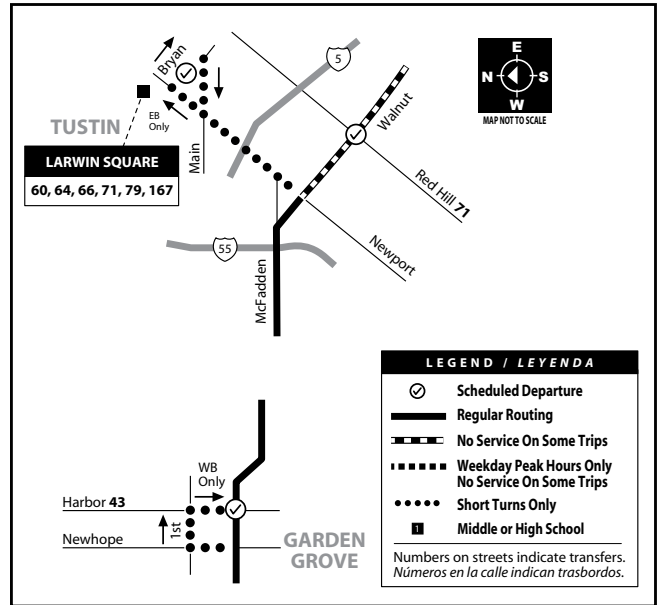 Bryan
5
E
N
S
W
MAP NOT TO SCALE
TUSTIN
EB
Only
Main
Walnut
LARWIN SQUARE
60, 64, 66, 71, 79, 167
Red Hill 71
Newport
55
McFadden
LEGEND / LEYENDA
Scheduled Departure
Regular Routing
No Service On Some Trips
Weekday Peak Hours Only
No Service On Some Trips
Short Turns Only
1 Middle or High School
Numbers on streets indicate transfers.
Números en la calle indican trasbordos.
WB
Only
Harbor 43
1st
Newhope
GARDEN
GROVE